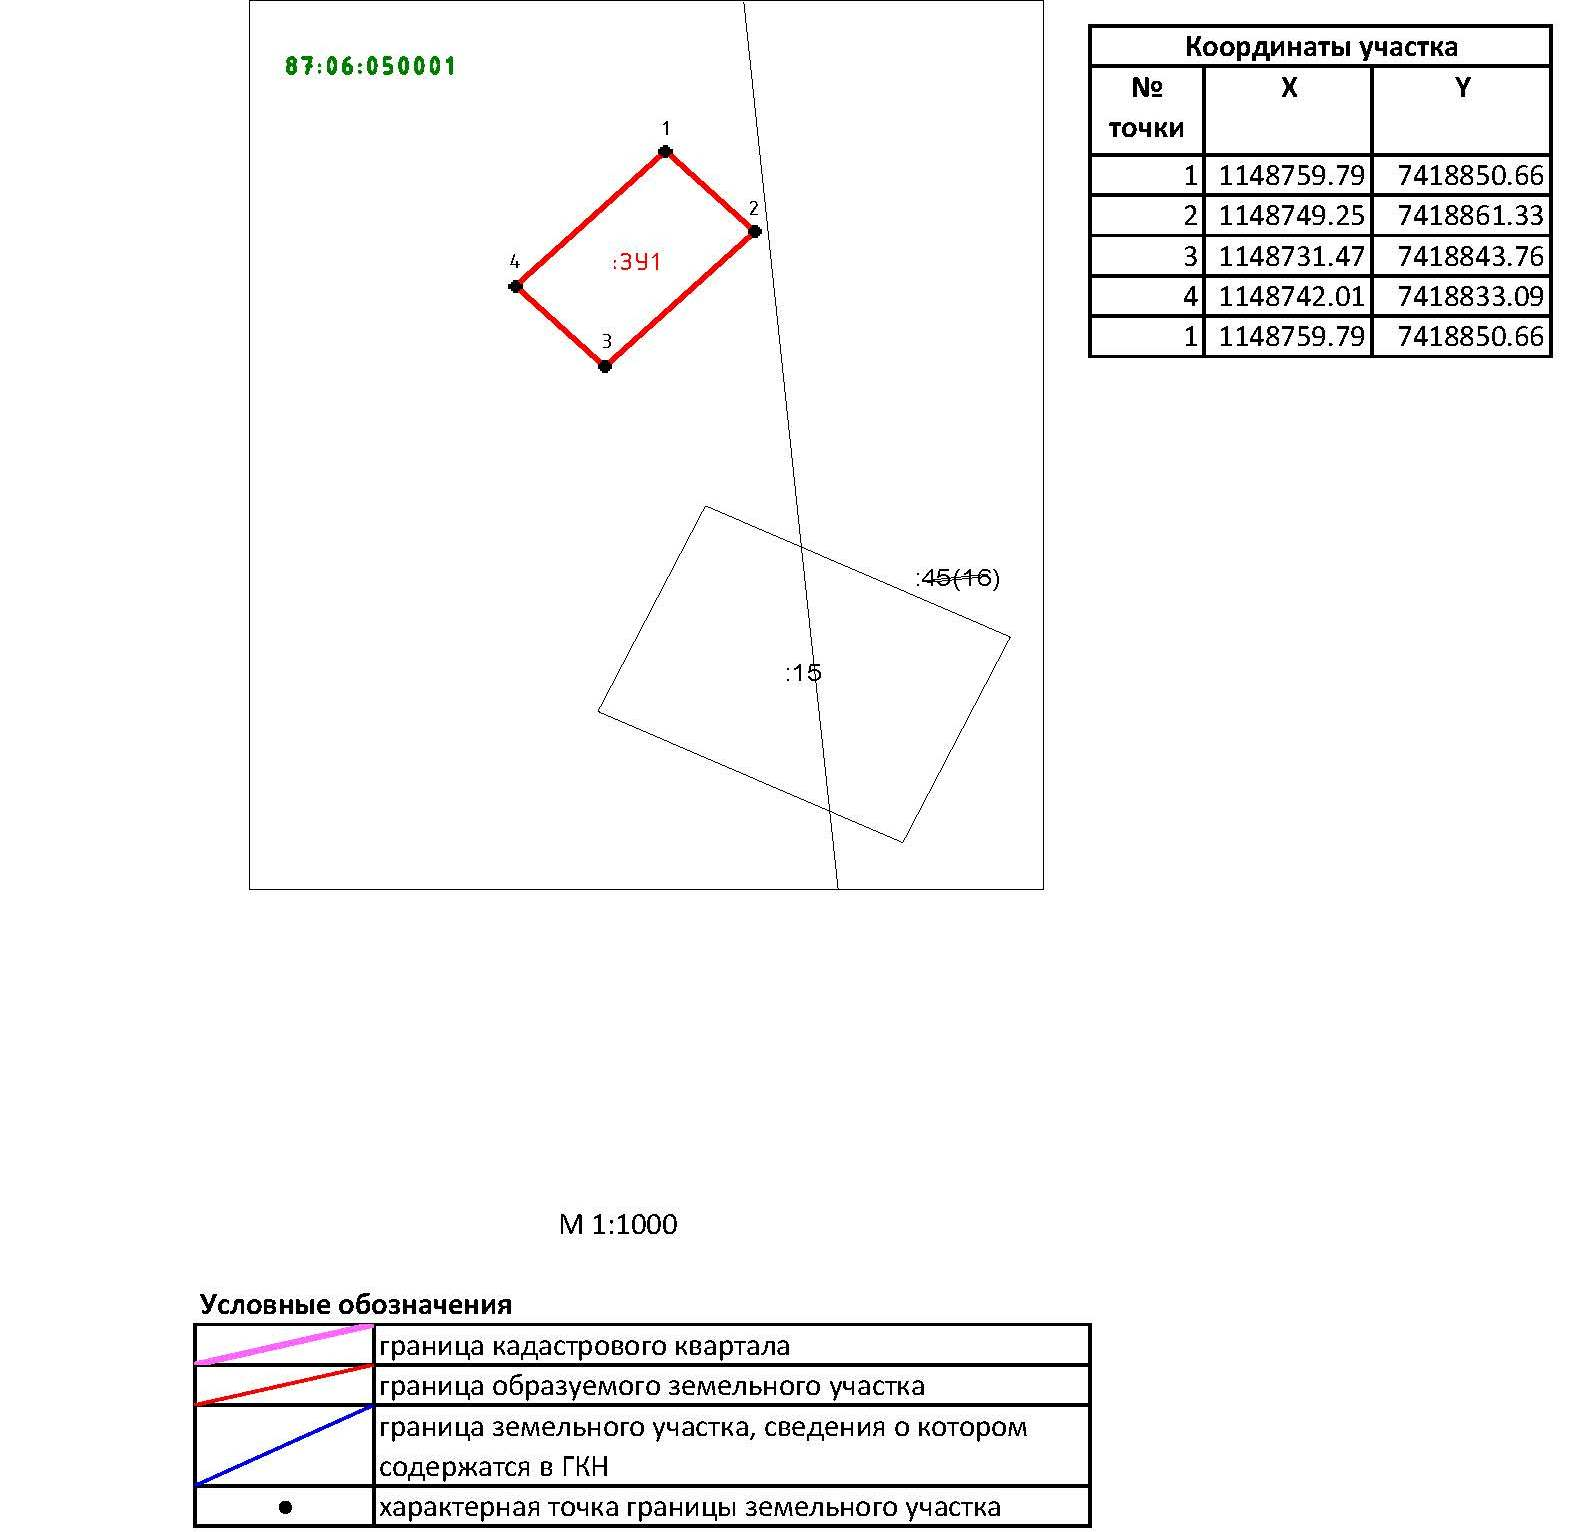 87:06:050001
1
2
:ЗУ1
4
3
:45(16)
:15
Координаты участка
№ точки X Y
1 1148759.79 7418850.66
2 1148749.25 7418861.33
3 1148731.47 7418843.76
4 1148742.01 7418833.09
1 1148759.79 7418850.66
М 1:1000
Условные обозначения
граница кадастрового квартала
граница образуемого земельного участка
граница земельного участка, сведения о котором
содержатся в ГКН
характерная точка границы земельного участка